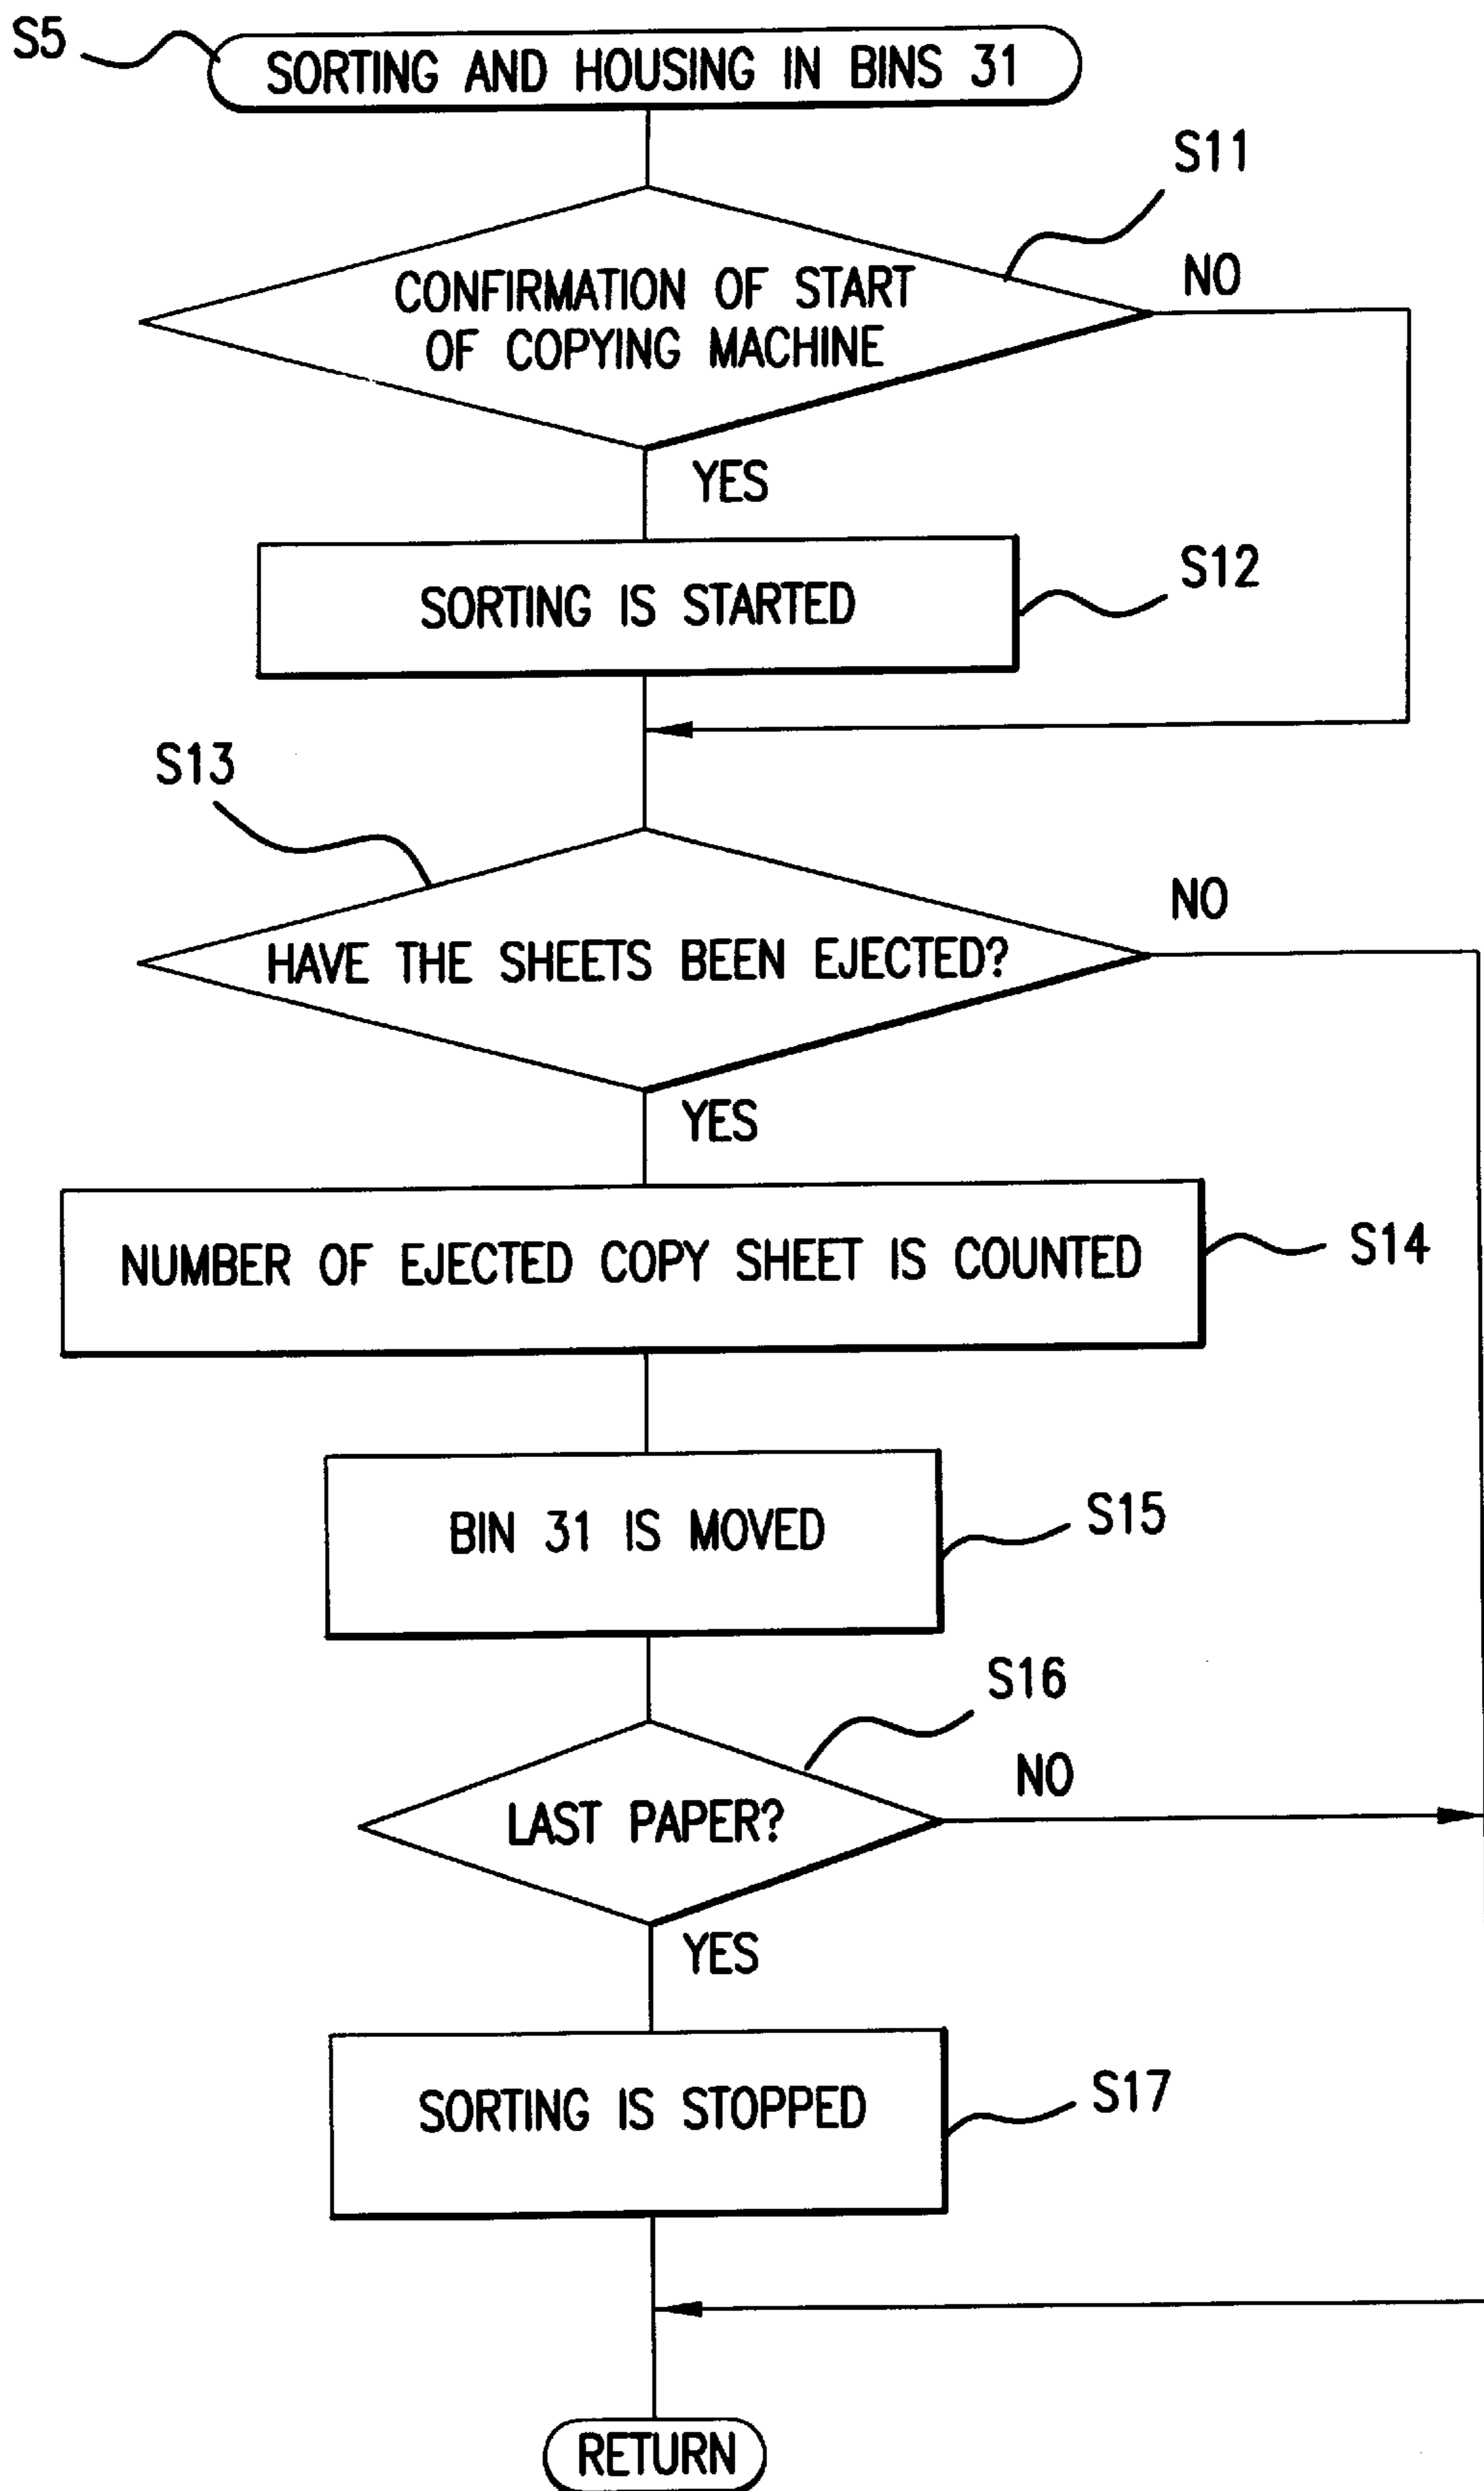 S5
SORTING AND HOUSING IN BINS 31
S11
CONFIRMATION OF START
OF COPYING MACHINE
NO
YES
SORTING IS STARTED
S12
S13
HAVE THE SHEETS BEEN EJECTED?
NO
YES
NUMBER OF EJECTED COPY SHEET IS COUNTED
S14
BIN 31 IS MOVED
S15
S16
LAST PAPER?
NO
YES
SORTING IS STOPPED
S17
RETURN